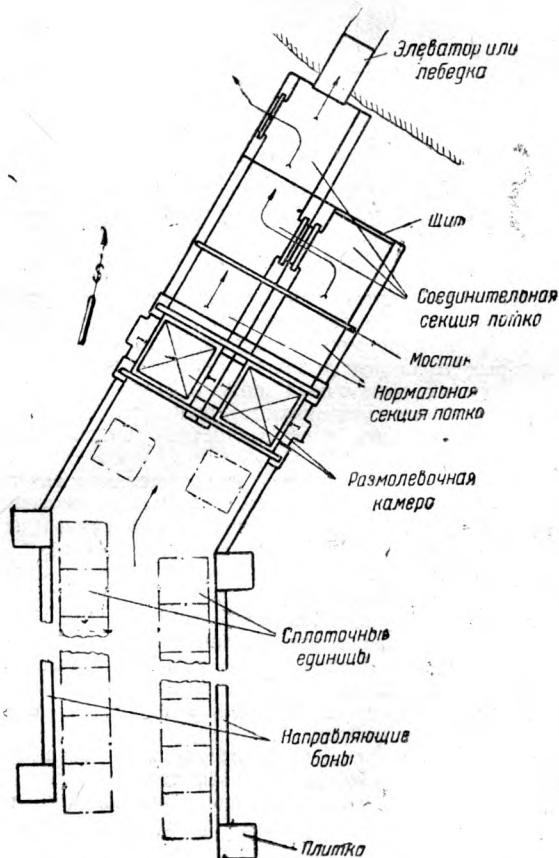 Элеватор или
лебедка
Щит
Соединительная
секция лотка
Мостик
Нормальная
секция лотка
Размолевочная
камера
Сплоточные
единицы
Направляющие
боны
Плитка